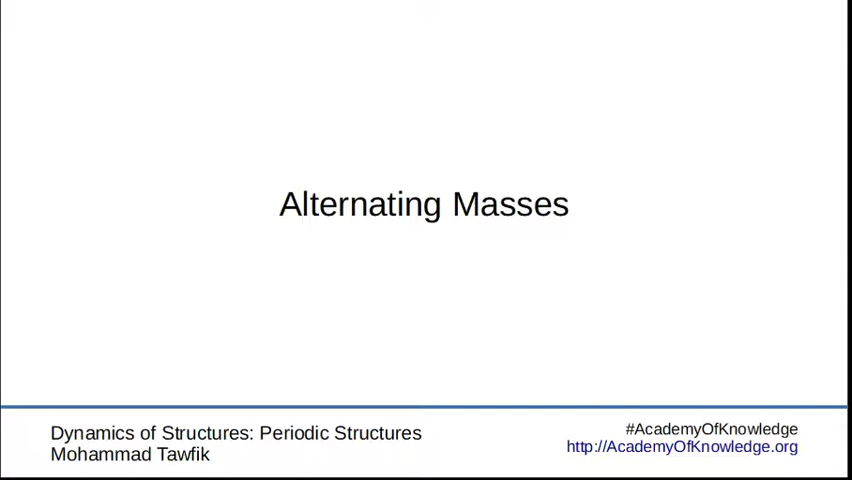 Alternating Masses
Dynamics of Structures: Periodic Structures
Mohammad Tawfik
#AcademyOfKnowledge
http://AcademyOfKnowledge.org